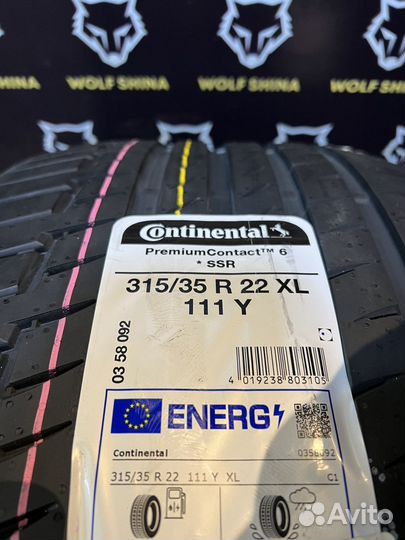 WOLF SHINA
WOLF SHINA
WOLF SHINA
Continental
PremiumContact™ 6
* SSR
315/35 R 22 XL
111 Y
03 58 092
4 019238 803105
ENERG
Continental
0358092
315/35 R 22 111 Y XL
C1
Avito